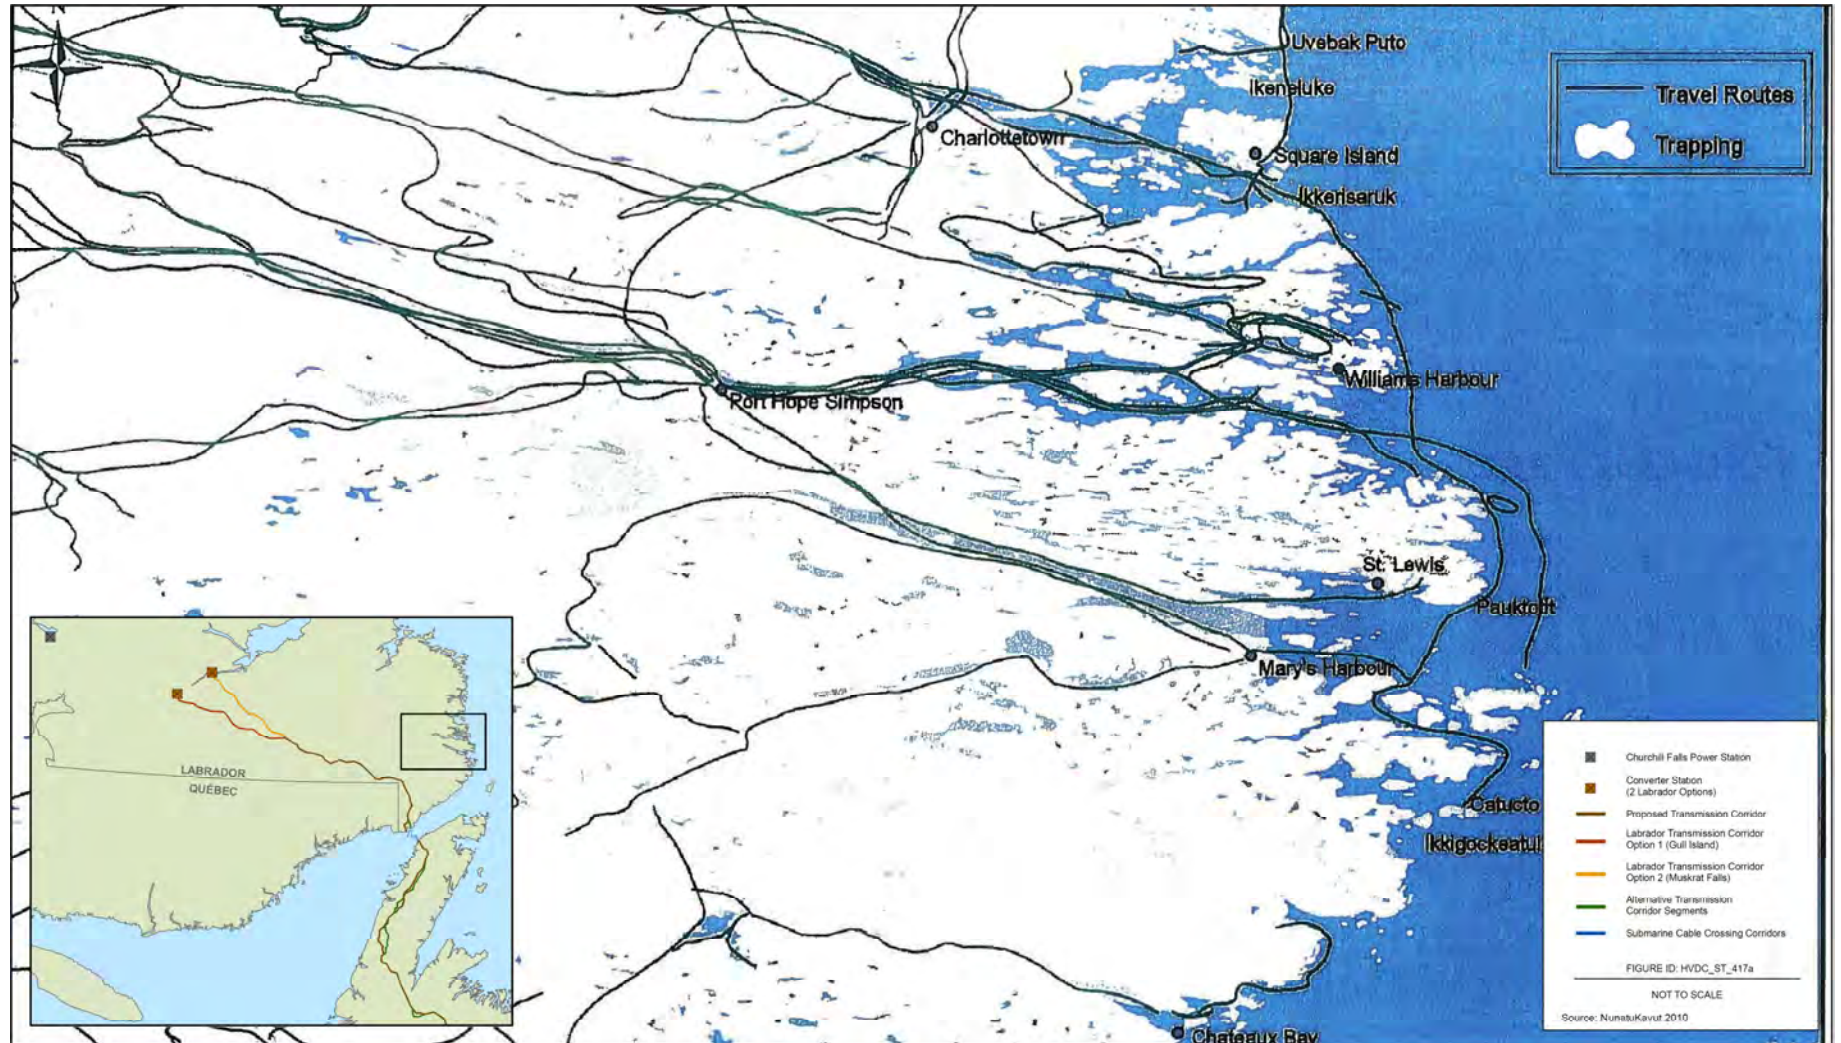 N
Uvebak Puto
Ikeneluke
Travel Routes
Charlottetown
Trapping
Square Island
Ikkerisaruk
Williams Harbour
Port Hope Simpson
St. Lewis
Mary's Harbour
LABRADOR
QUÉBEC
Catucto
Chateaux Bay
Churchill Falls Power Station
Converter Station
(2 Labrador Options)
Proposed Transmission Corridor
Labrador Transmission Corridor
Option 1 (Gull Island)
Labrador Transmission Corridor
Option 2 (Muskrat Falls)
Alternative Transmission
Corridor Segments
Submarine Cable Crossing Corridors
FIGURE ID: HVDC_ST_417a
NOT TO SCALE
Source: NunatuKavut 2010